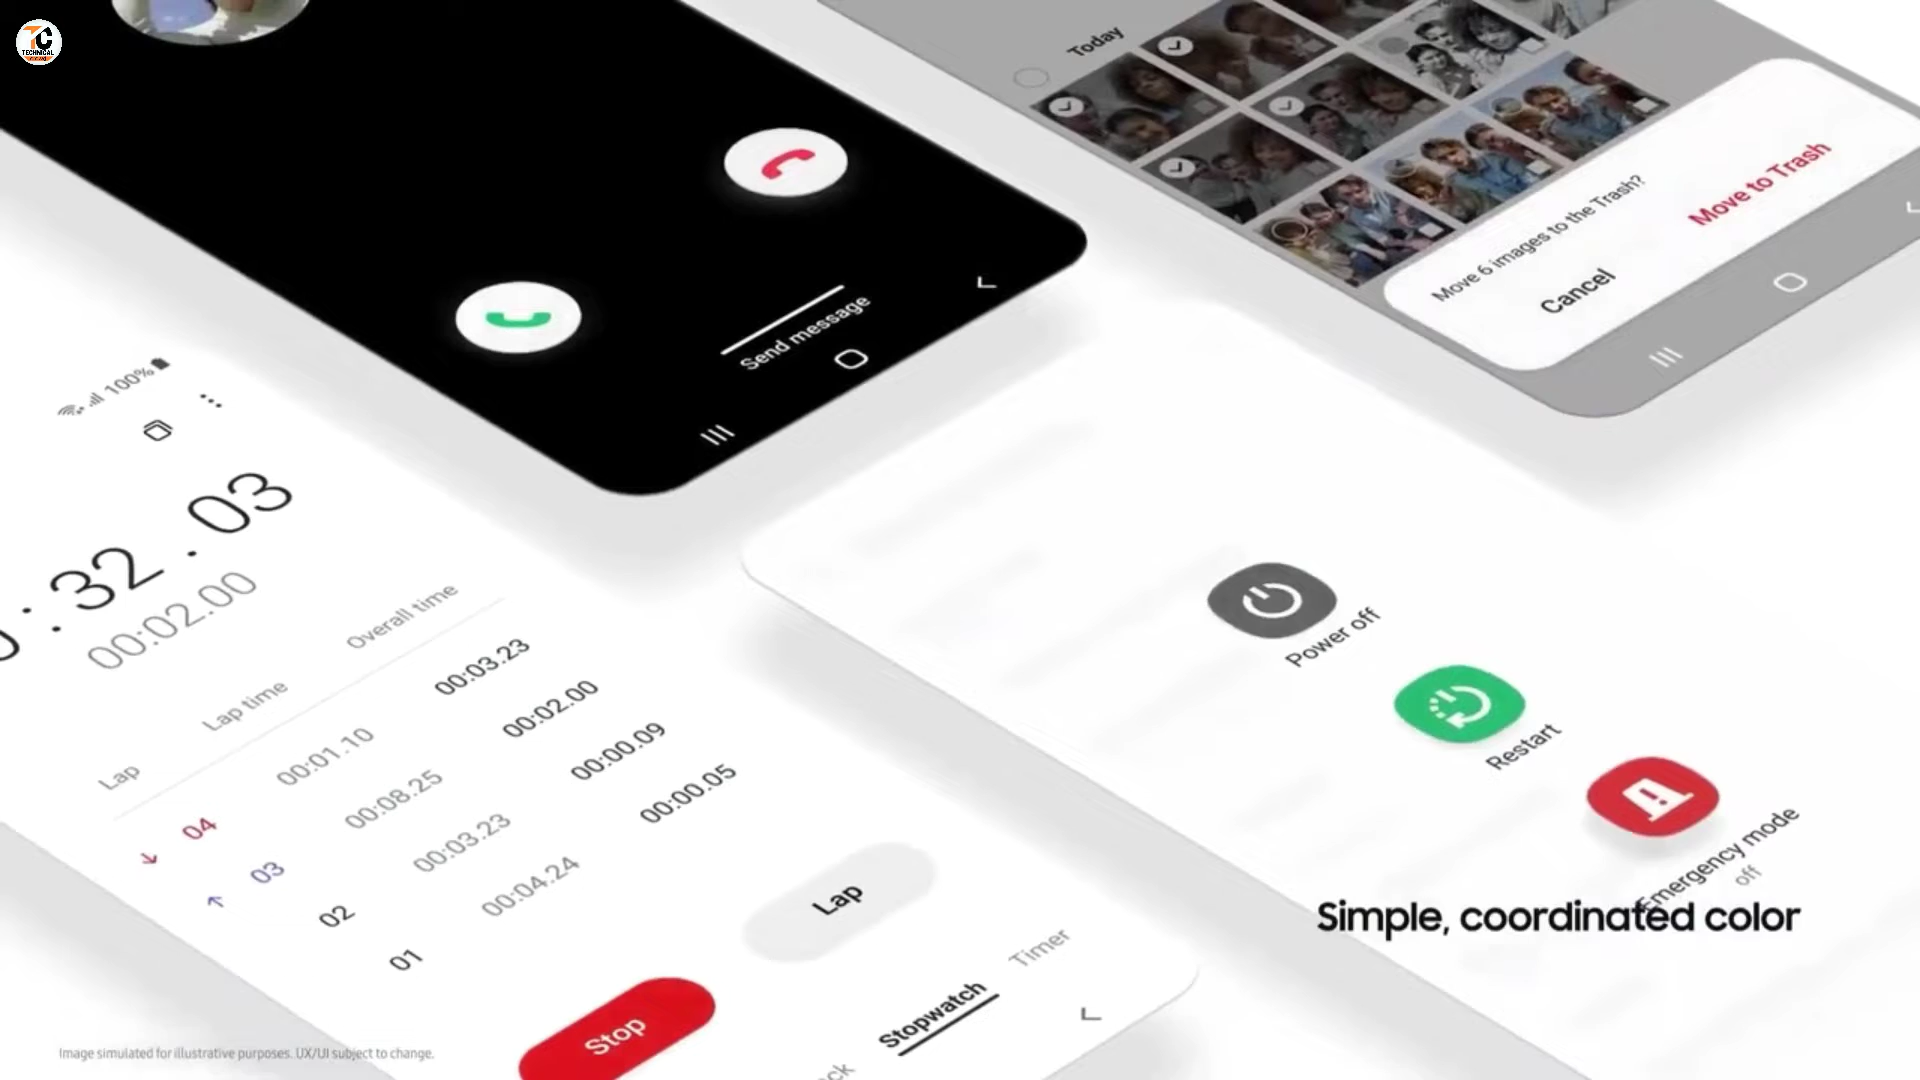 TC
TECHNICAL
Today
Move 6 images to the Trash?
Cancel
Move to Trash
Send message
100%
:32.03
00:02.00
Lap
Lap time
Overall time
04
00:01.10
00:03.23
03
00:08.25
00:02.00
02
00:03.23
00:00.09
01
00:04.24
00:00.05
Stop
Lap
Stopwatch
Timer
Power off
Restart
Emergency mode
off
Simple, coordinated color
Image simulated for illustrative purposes. UX/UI subject to change.